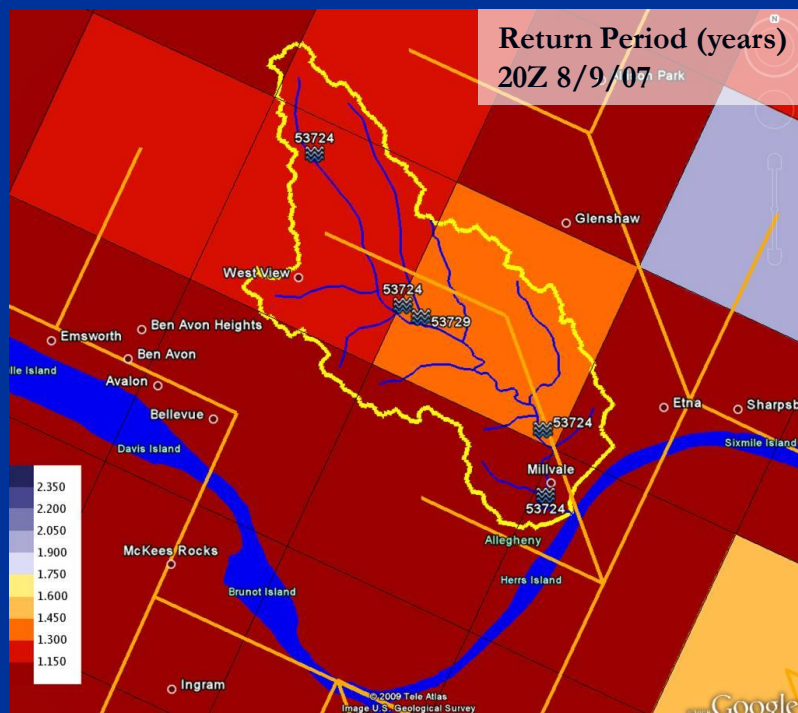 Return Period (years)
20Z 8/9/07
N
Park
53724
Glenshaw
West View
53724
53729
Ben Avon Heights
Emsworth
Ben Avon
Avalon
Bellevue
Island
Davis Island
53724
Etna
Sharpsb
Sixmile Island
Millvale
53724
Allegheny
Herrs Island
McKees Rocks
Brunot Island
Ingram
2.350
2.200
2.050
1.900
1.750
1.600
1.450
1.300
1.150
© 2009 Tele Atlas
Image U.S. Geological Survey
Google